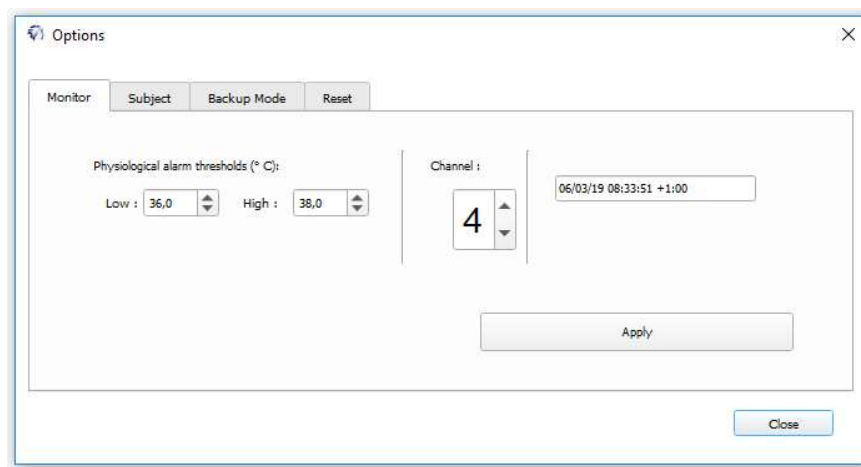 Options
Monitor Subject Backup Mode Reset
Physiological alarm thresholds (° C):
Low : 36,0 High : 38,0
Channel :
4
06/03/19 08:33:51 +1:00
Apply
Close